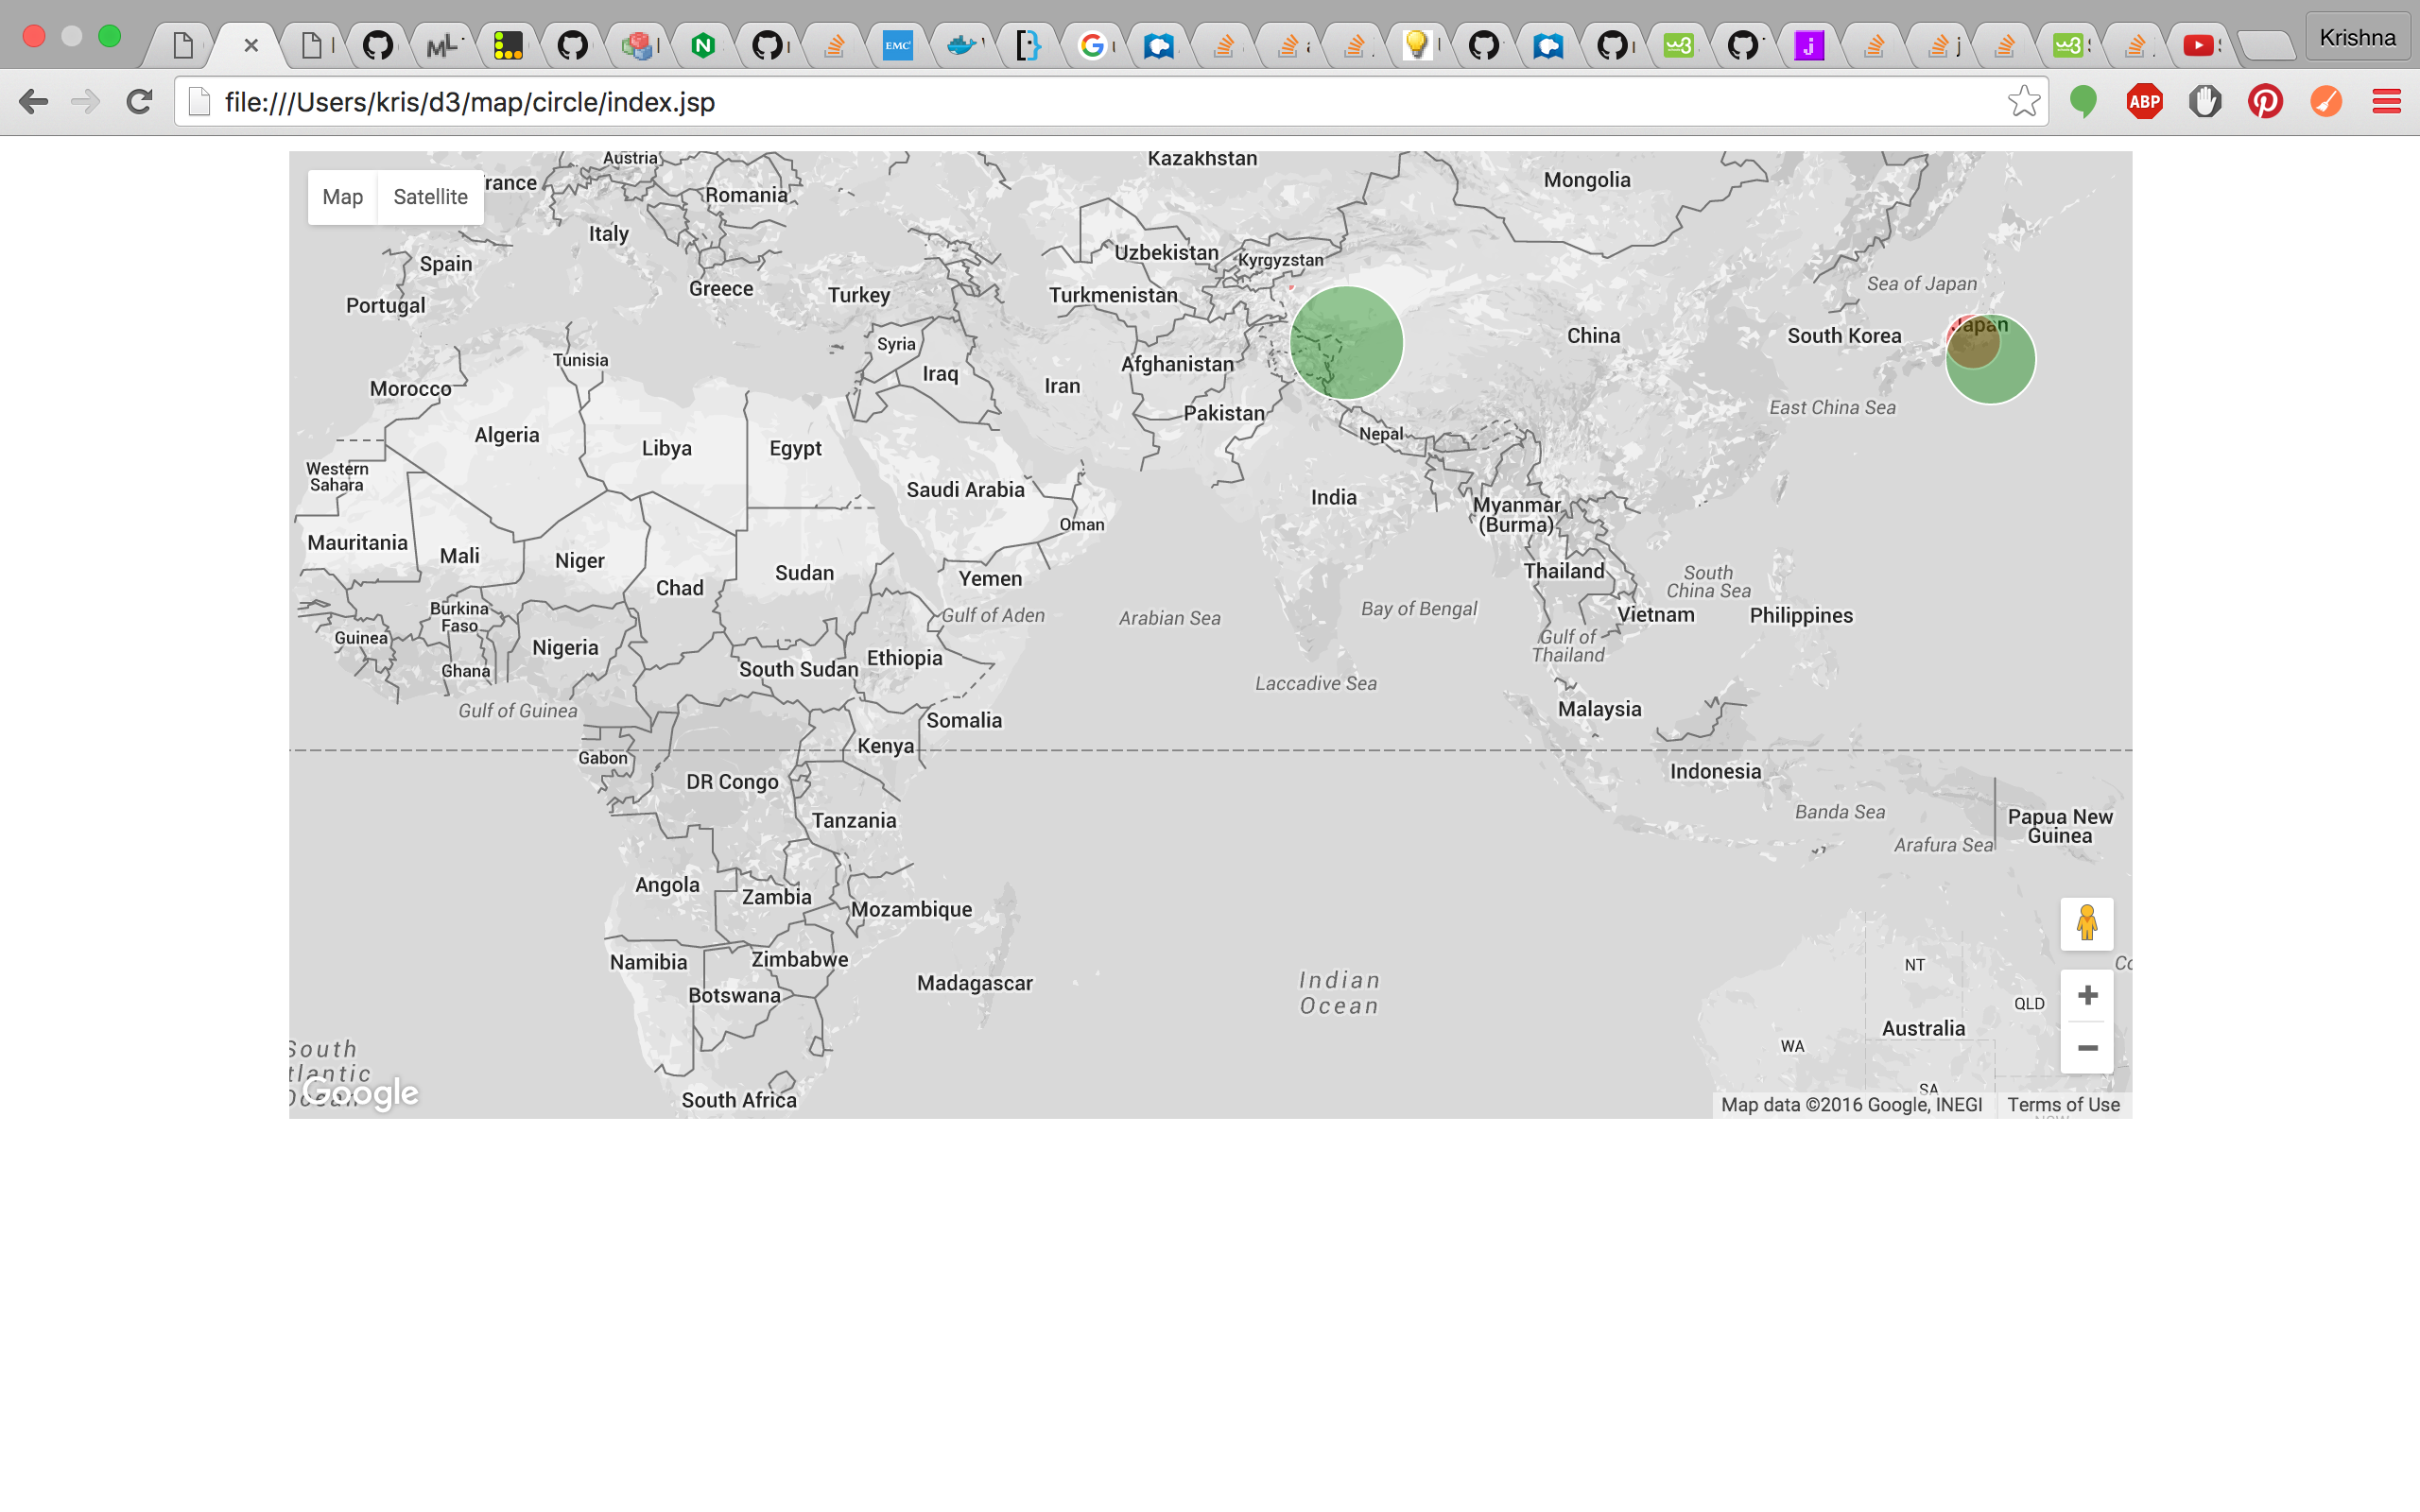 Krishna
file:///Users/kris/d3/map/circle/index.jsp
ABP
EMC
Map
Satellite
rance
Austria
Romania
Kazakhstan
Mongolia
Italy
Spain
Uzbekistan
Kyrgyzstan
Greece
Turkey
Turkmenistan
Portugal
Sea of Japan
Japan
Syria
Afghanistan
China
South Korea
Tunisia
Iraq
Iran
Morocco
Pakistan
East China Sea
Algeria
Libya
Egypt
Nepal
Western
Sahara
Saudi Arabia
India
Myanmar
(Burma)
Oman
Mauritania
Mali
Niger
Chad
Sudan
Yemen
Thailand
South
China Sea
Burkina
Faso
Gulf of Aden
Arabian Sea
Bay of Bengal
Vietnam
Philippines
Guinea
Nigeria
Ghana
South Sudan
Ethiopia
Gulf of
Thailand
Laccadive Sea
Gulf of Guinea
Somalia
Malaysia
Gabon
Kenya
DR Congo
Indonesia
Tanzania
Banda Sea
Papua New
Guinea
Arafura Sea
Angola
Zambia
Mozambique
Namibia
Zimbabwe
Botswana
Madagascar
Indian
Ocean
NT
QLD
Australia
WA
SA
South
tlantic
Ocean
Google
South Africa
Map data ©2016 Google, INEGI
Terms of Use